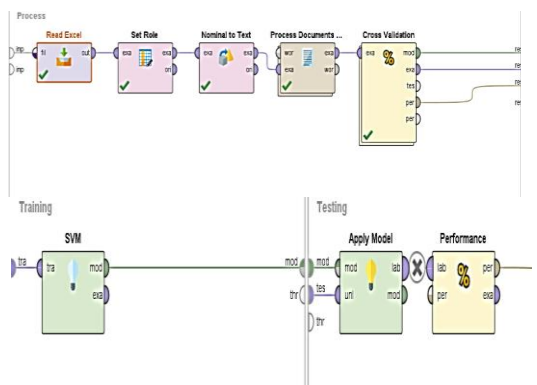 Process
Read Excel Set Role Nominal to Text Process Documents ... Cross Validation
inp fil out exa exa exa exa wor exa exa mod res
inp ori ori exa wor exa res
tes
per res
per
Training Testing
SVM Apply Model Performance
tra tra mod mod mod mod lab lab per
exa thr tes unl mod per exa
thr